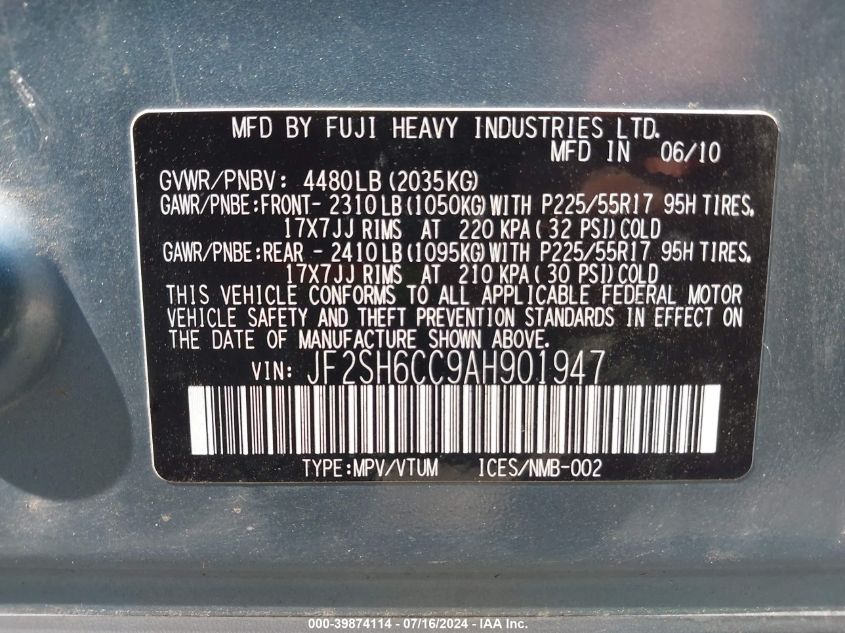 MFD BY FUJI HEAVY INDUSTRIES LTD.
MFD IN 06/10
GVWR/PNBV: 4480LB(2035KG)
GAWR/PNBE:FRONT- 2310LB(1050KG)WITH P225/55R17 95H TIRES,
17X7JJ RIMS AT 220 KPA(32 PSI)COLD
GAWR/PNBE:REAR - 2410LB(1095KG)WITH P225/55R17 95H TIRES,
17X7JJ RIMS AT 210 KPA(30 PSI)COLD
THIS VEHICLE CONFORMS TO ALL APPLICABLE FEDERAL MOTOR
VEHICLE SAFETY AND THEFT PREVENTION STANDARDS IN EFFECT ON
THE DATE OF MANUFACTURE SHOWN ABOVE.
VIN: JF2SH6CC9AH901947
TYPE:MPV/VTUM ICES/NMB-002
000-39874114 - 07/16/2024 - IAA Inc.